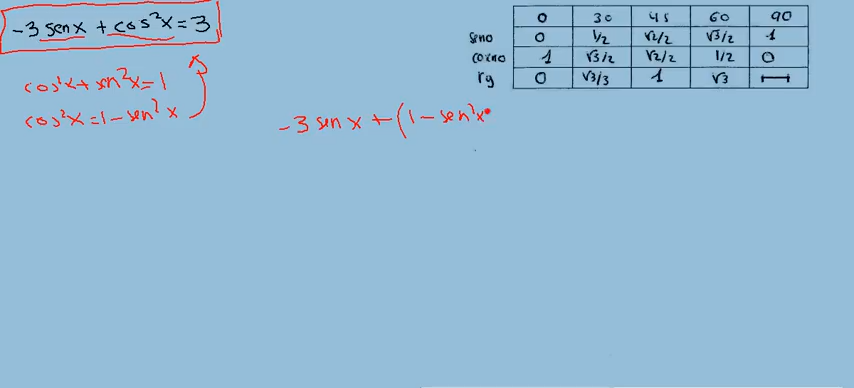 -3 sen x + cos²x = 3
cos²x + sen²x = 1
cos²x = 1 - sen²x
-3 sen x + (1 - sen²x
0 30 45 60 90
seno 0 1/2 √2/2 √3/2 1
coseno 1 √3/2 √2/2 1/2 0
tg 0 √3/3 1 √3